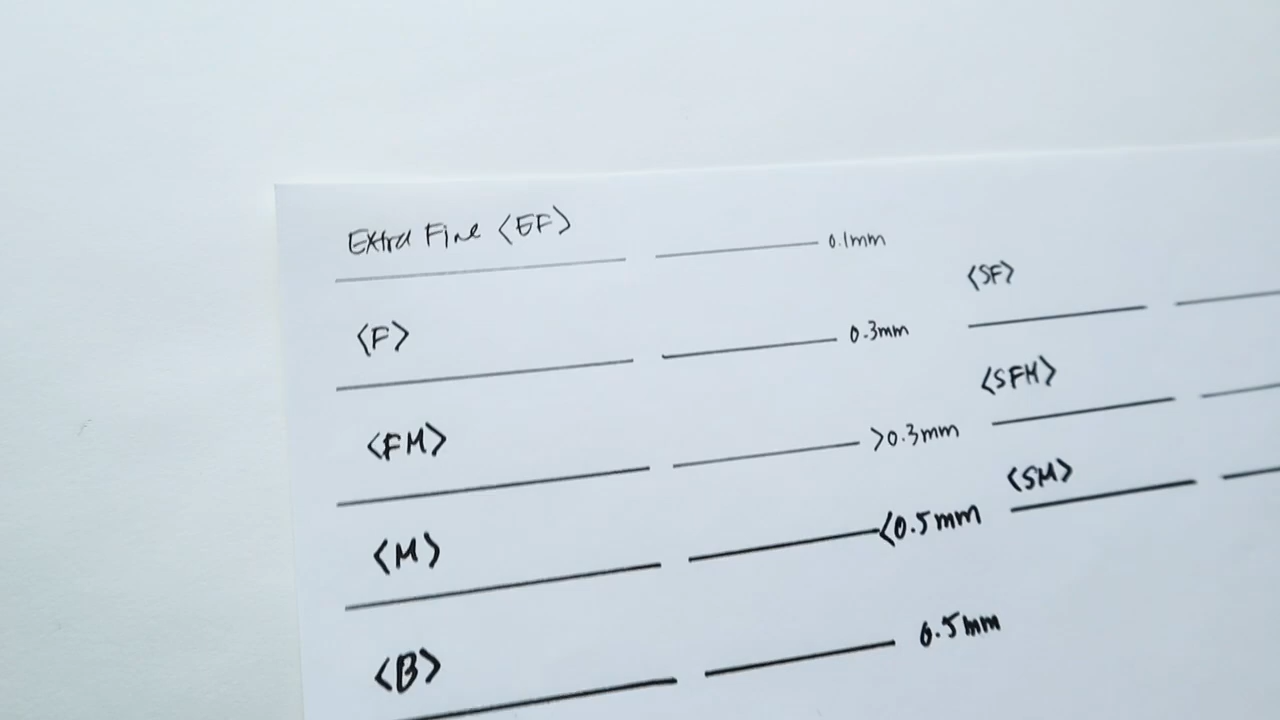 Extra Fine <EF>
0.1mm
<F>
0.3mm
<FM>
>0.3mm
<M>
<0.5mm
<B>
0.5mm
<SF>
<SFM>
<SM>